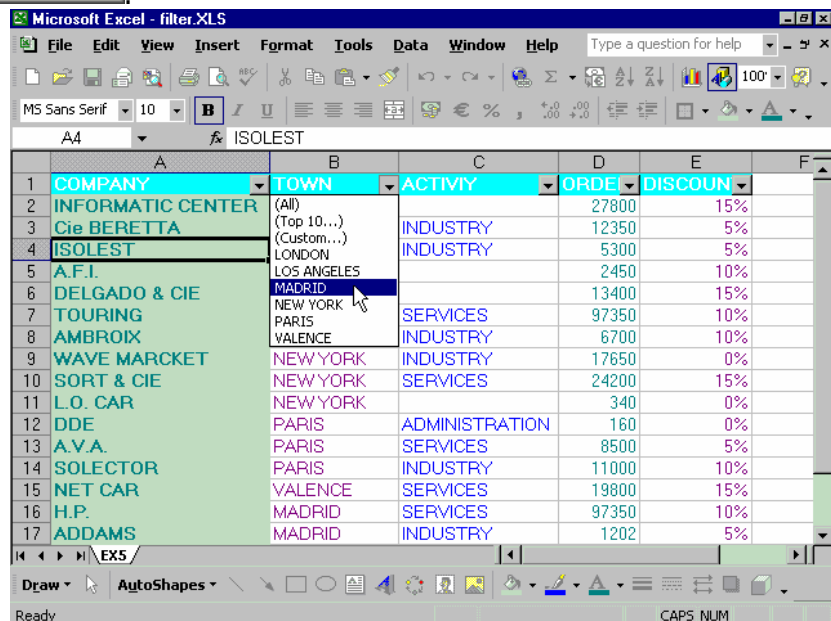 Microsoft Excel - filter.XLS
File Edit View Insert Format Tools Data Window Help Type a question for help
100
MS Sans Serif 10 B I U € % ,
A4 fx ISOLEST
A B C D E F
1 COMPANY TOWN ACTIVIY ORDE DISCOUN
2 INFORMATIC CENTER (All) 27800 15%
(Top 10...)
3 Cie BERETTA (Custom...) INDUSTRY 12350 5%
4 ISOLEST LONDON INDUSTRY 5300 5%
5 A.F.I. LOS ANGELES 2450 10%
6 DELGADO & CIE MADRID 13400 15%
NEW YORK
7 TOURING PARIS SERVICES 97350 10%
8 AMBROIX VALENCE INDUSTRY 6700 10%
9 WAVE MARCKET NEW YORK INDUSTRY 17650 0%
10 SORT & CIE NEW YORK SERVICES 24200 15%
11 L.O. CAR NEW YORK 340 0%
12 DDE PARIS ADMINISTRATION 160 0%
13 A.V.A. PARIS SERVICES 8500 5%
14 SOLECTOR PARIS INDUSTRY 11000 10%
15 NET CAR VALENCE SERVICES 19800 15%
16 H.P. MADRID SERVICES 97350 10%
17 ADDAMS MADRID INDUSTRY 1202 5%
EX5
Draw AutoShapes
Ready CAPS NUM